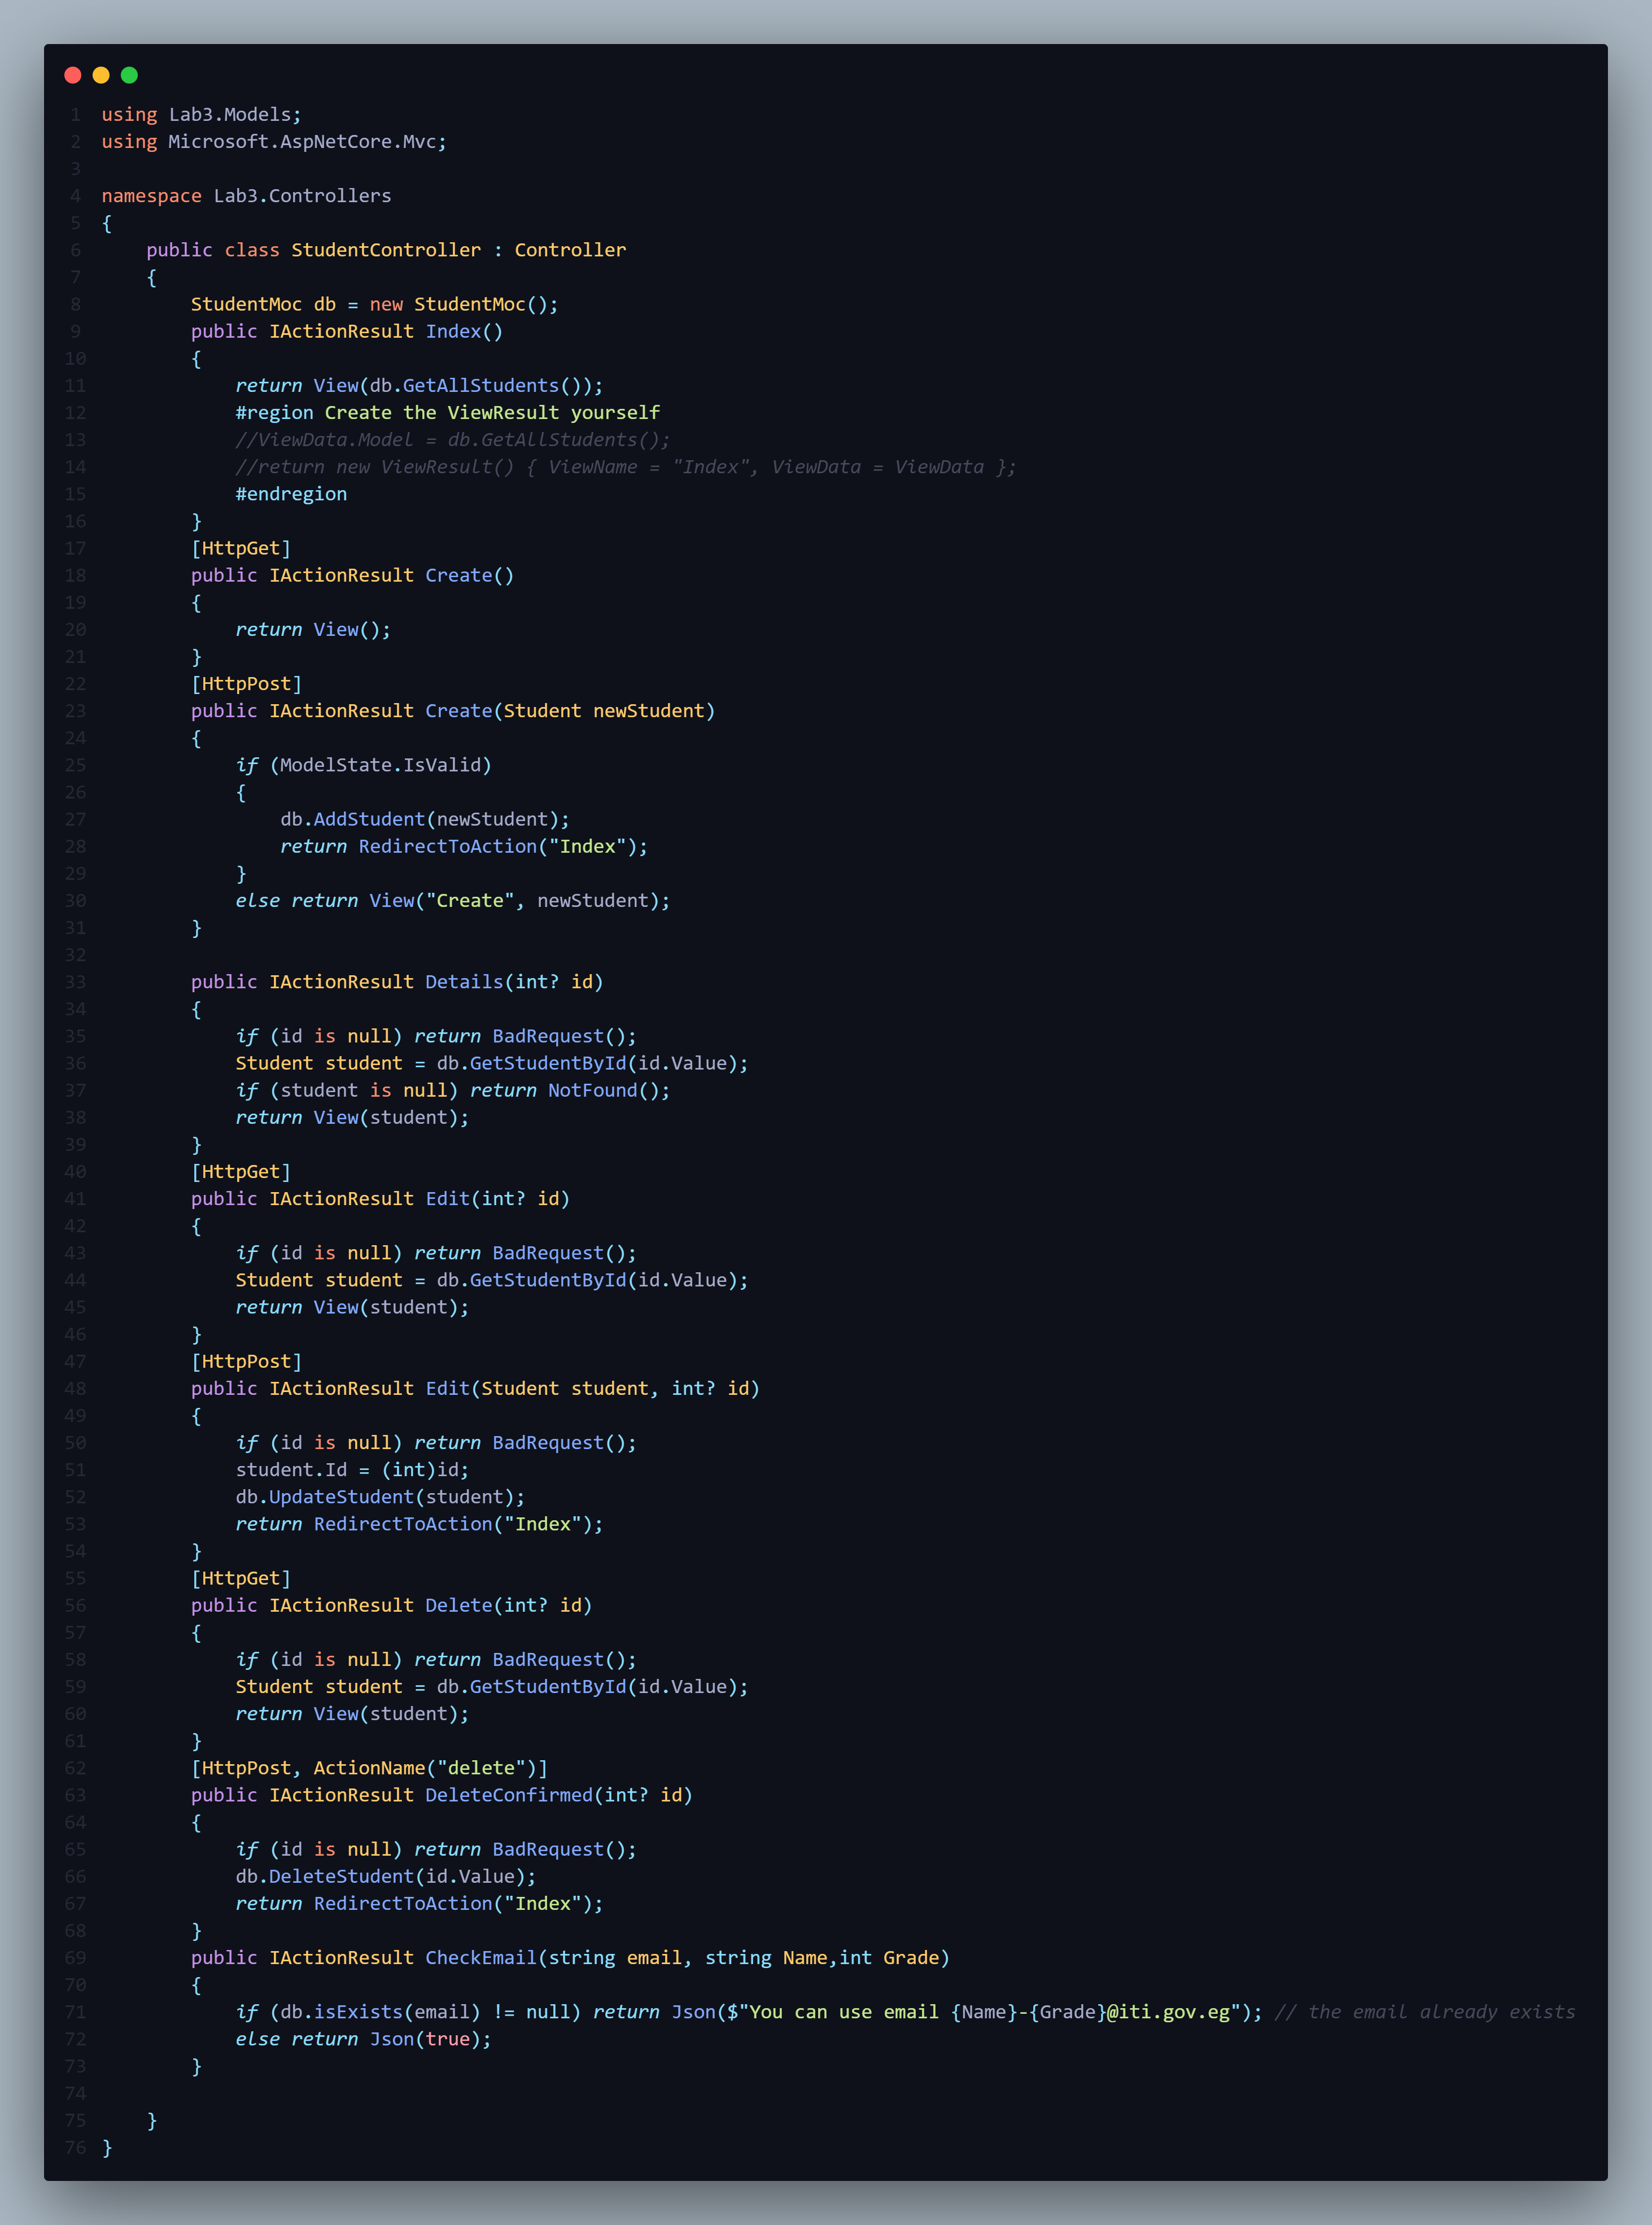 1 using Lab3.Models;
2 using Microsoft.AspNetCore.Mvc;
3
4 namespace Lab3.Controllers
5 {
6     public class StudentController : Controller
7     {
8         StudentMoc db = new StudentMoc();
9         public IActionResult Index()
10         {
11             return View(db.GetAllStudents());
12             #region Create the ViewResult yourself
13             //ViewData.Model = db.GetAllStudents();
14             //return new ViewResult() { ViewName = "Index", ViewData = ViewData };
15             #endregion
16         }
17         [HttpGet]
18         public IActionResult Create()
19         {
20             return View();
21         }
22         [HttpPost]
23         public IActionResult Create(Student newStudent)
24         {
25             if (ModelState.IsValid)
26             {
27                 db.AddStudent(newStudent);
28                 return RedirectToAction("Index");
29             }
30             else return View("Create", newStudent);
31         }
32
33         public IActionResult Details(int? id)
34         {
35             if (id is null) return BadRequest();
36             Student student = db.GetStudentById(id.Value);
37             if (student is null) return NotFound();
38             return View(student);
39         }
40         [HttpGet]
41         public IActionResult Edit(int? id)
42         {
43             if (id is null) return BadRequest();
44             Student student = db.GetStudentById(id.Value);
45             return View(student);
46         }
47         [HttpPost]
48         public IActionResult Edit(Student student, int? id)
49         {
50             if (id is null) return BadRequest();
51             student.Id = (int)id;
52             db.UpdateStudent(student);
53             return RedirectToAction("Index");
54         }
55         [HttpGet]
56         public IActionResult Delete(int? id)
57         {
58             if (id is null) return BadRequest();
59             Student student = db.GetStudentById(id.Value);
60             return View(student);
61         }
62         [HttpPost, ActionName("delete")]
63         public IActionResult DeleteConfirmed(int? id)
64         {
65             if (id is null) return BadRequest();
66             db.DeleteStudent(id.Value);
67             return RedirectToAction("Index");
68         }
69         public IActionResult CheckEmail(string email, string Name,int Grade)
70         {
71             if (db.isExists(email) != null) return Json($"You can use email {Name}-{Grade}@iti.gov.eg"); // the email already exists
72             else return Json(true);
73         }
74
75     }
76 }